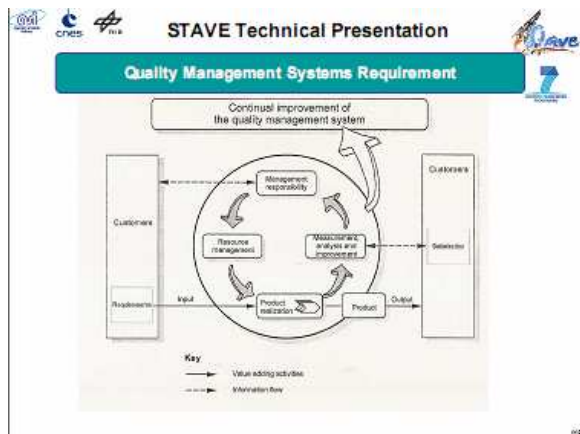 cnes
DLR
STAVE Technical Presentation
Quality Management Systems Requirement
Continual improvement of
the quality management system
Customers
Customers
Management
responsibility
Resource
management
Measurement,
analysis and
improvement
Satisfaction
Requirements
Input
Product
realization
Product
Output
Key
Value adding activities
Information flow